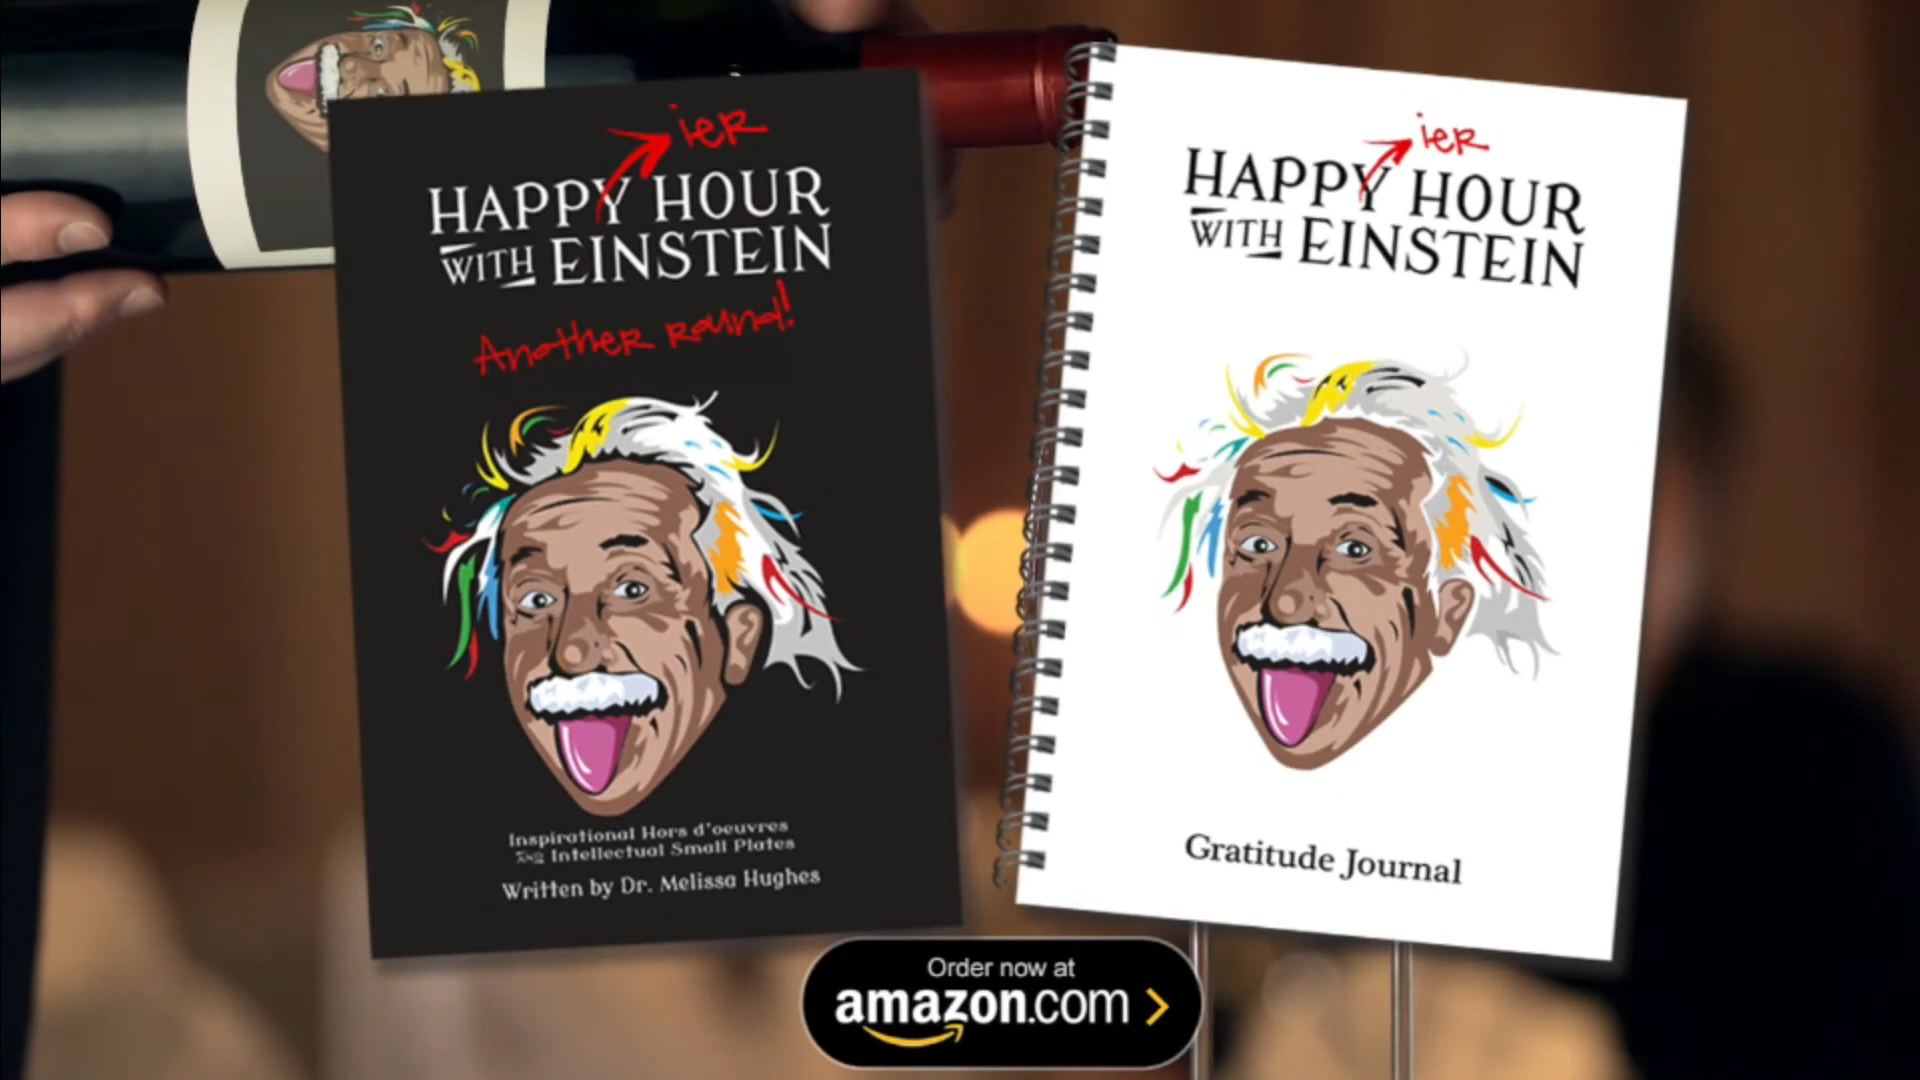 ier
HAPPY HOUR
WITH EINSTEIN
Another round!
Inspirational Hors d'oeuvres
And Intellectual Small Plates
Written by Dr. Melissa Hughes
ier
HAPPY HOUR
WITH EINSTEIN
Gratitude Journal
Order now at
amazon.com